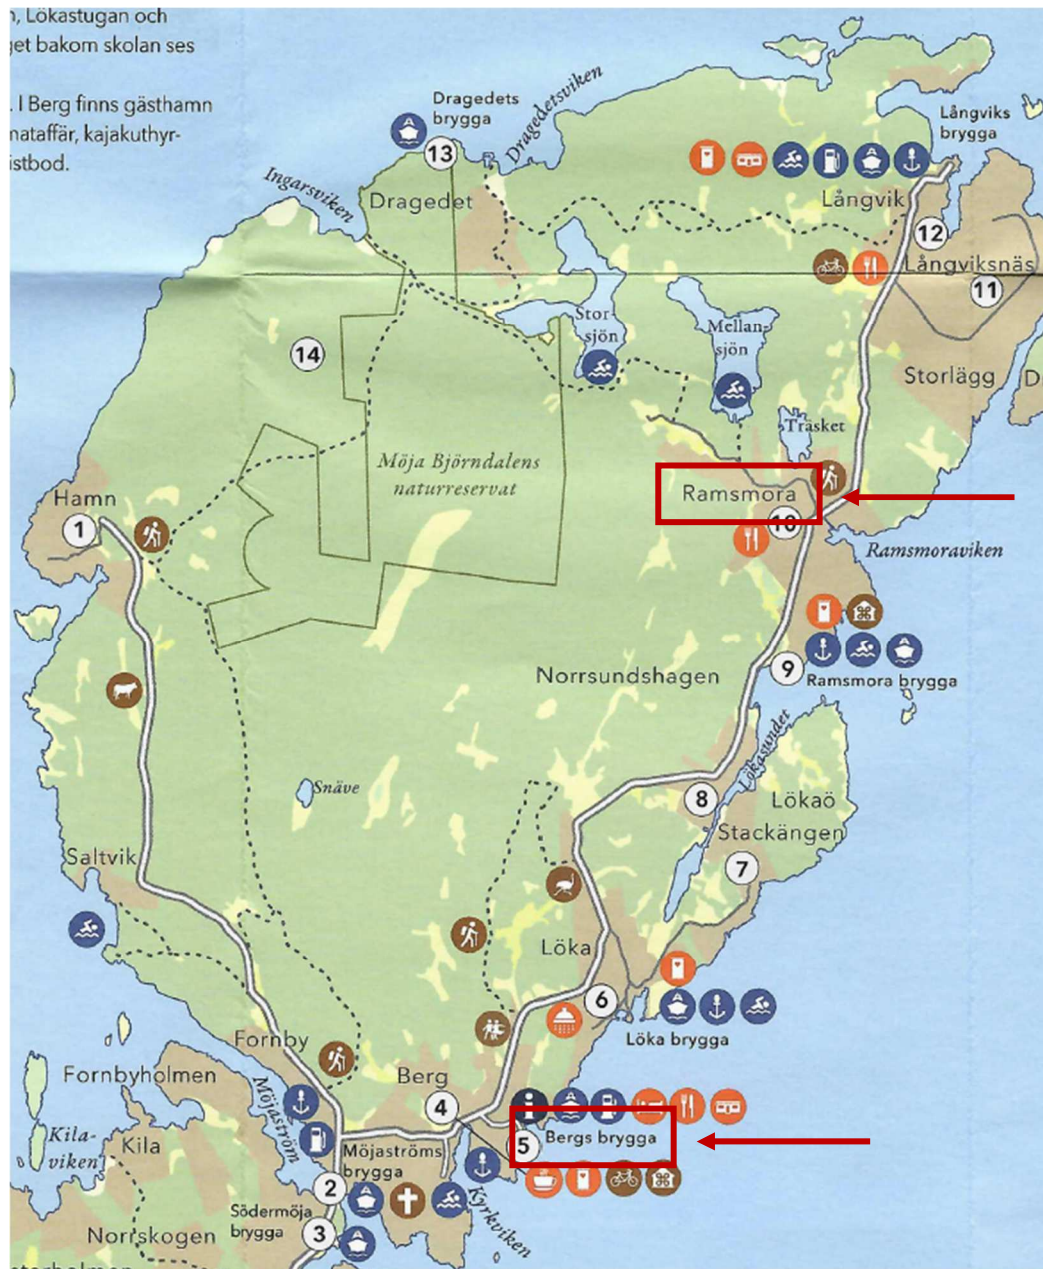 , Lökastugan och
get bakom skolan ses
. I Berg finns gästhamn
mataffär, kajakuthyr-
istbod.
Dragedets
brygga
13
Dragedet
Dragedetsviken
Ingarsviken
Långviks
brygga
Långvik
12
Långviksnäs
11
Storlägg
D
Stor-
sjön
Mellan-
sjön
Träsket
14
Möja Björndalens
naturreservat
Hamn
1
Ramsmora
10
Ramsmoraviken
9
Ramsmora brygga
Norrsundshagen
Lökasundet
8
Lökaö
Stackängen
7
Snäve
Saltvik
Löka
6
Löka brygga
Fornby
Fornbyholmen
Berg
4
5
Bergs brygga
Möjaström
Kila-
viken
Kila
Möjaströms
brygga
2
Kyrkviken
Södermöja
brygga
3
Norrskogen